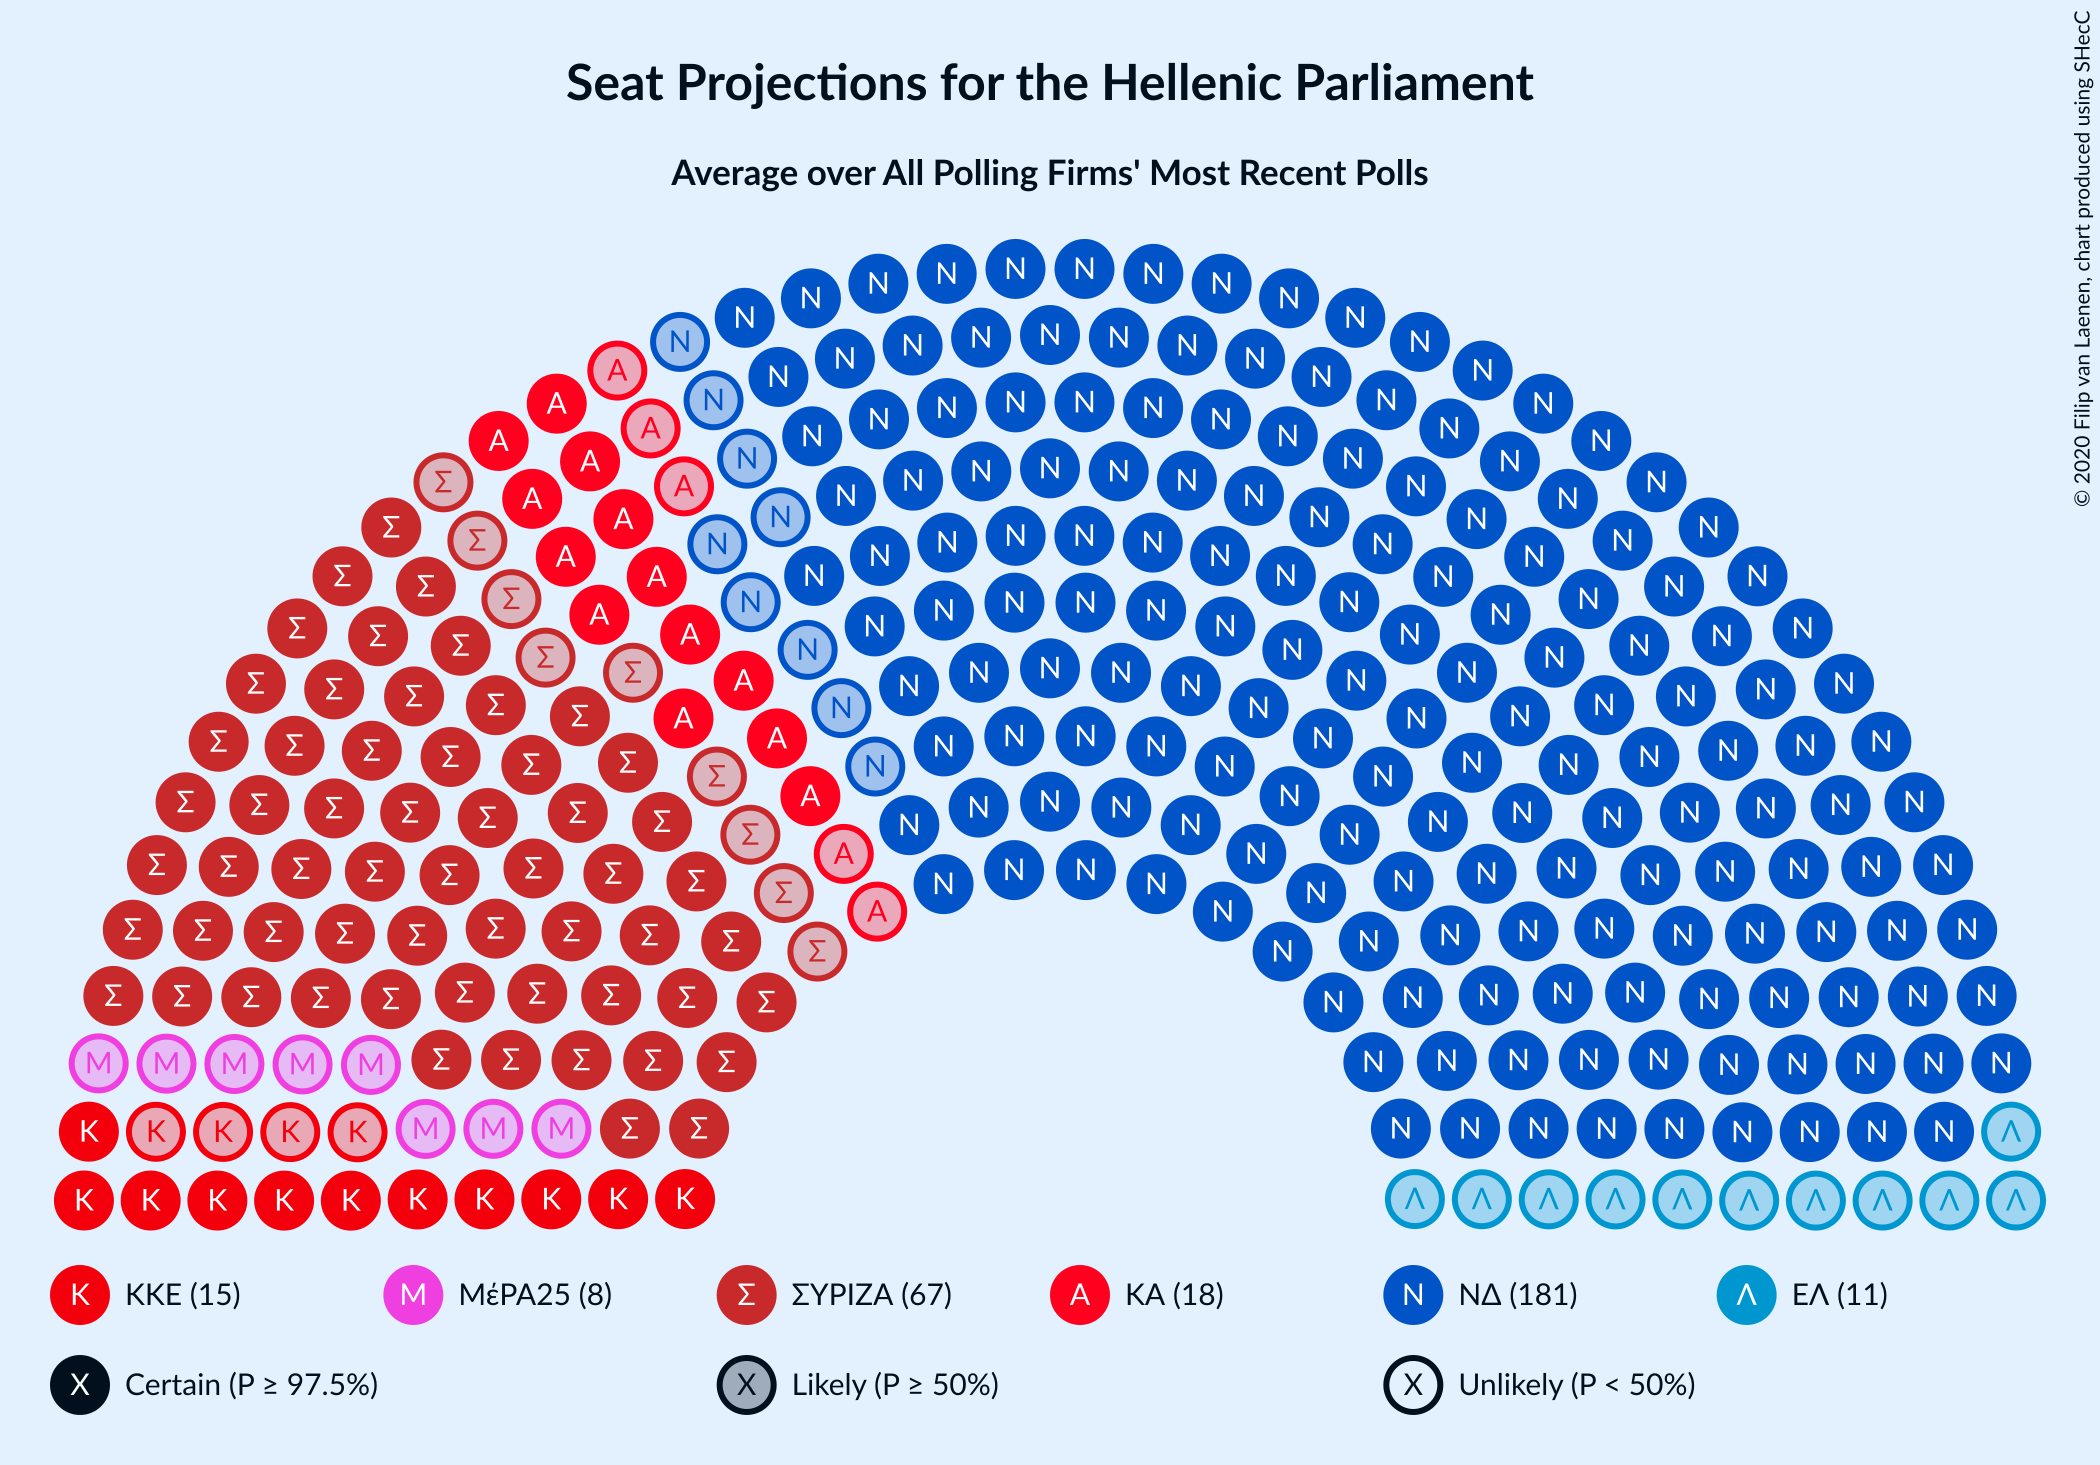 Seat Projections for the Hellenic Parliament
Average over All Polling Firms' Most Recent Polls
© 2020 Filip van Laenen, chart produced using SHecC
K ΚΚΕ (15)
M ΜέΡΑ25 (8)
Σ ΣΥΡΙΖΑ (67)
A ΚΑ (18)
N ΝΔ (181)
Λ ΕΛ (11)
X Certain (P ≥ 97.5%)
X Likely (P ≥ 50%)
X Unlikely (P < 50%)